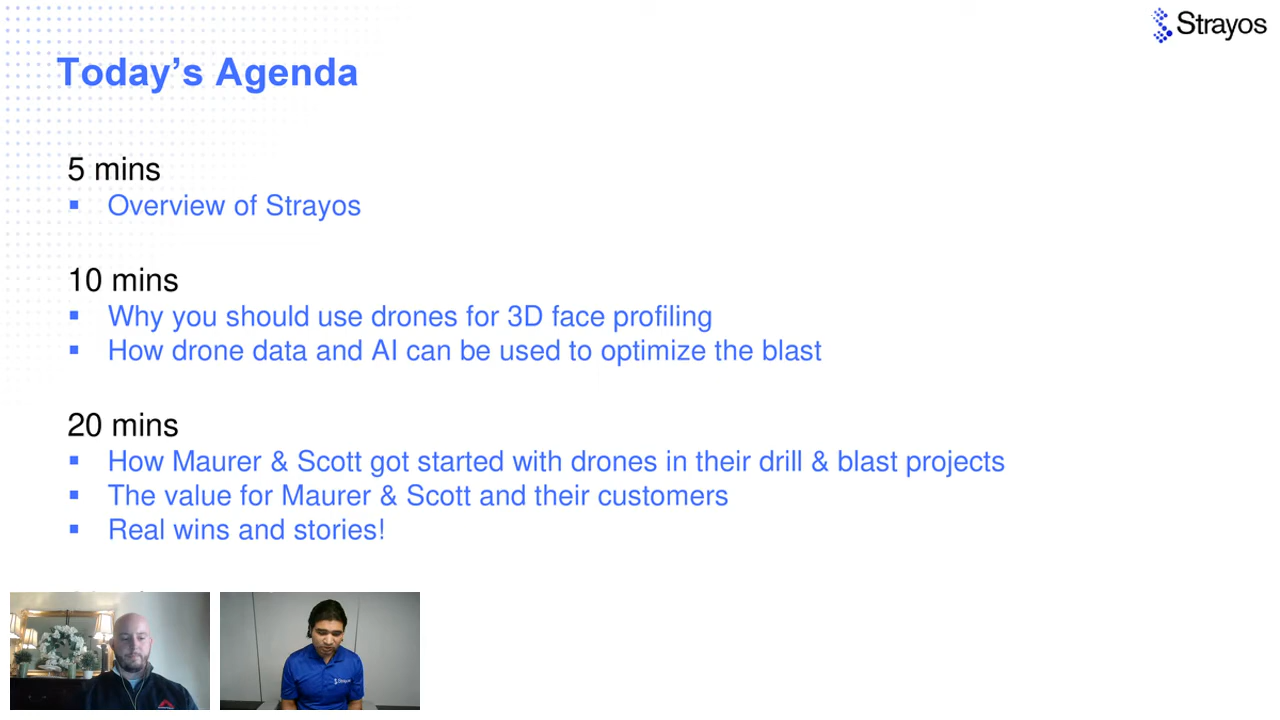 Strayos
Today's Agenda
5 mins
▪ Overview of Strayos
10 mins
▪ Why you should use drones for 3D face profiling
▪ How drone data and AI can be used to optimize the blast
20 mins
▪ How Maurer & Scott got started with drones in their drill & blast projects
▪ The value for Maurer & Scott and their customers
▪ Real wins and stories!
Strayos